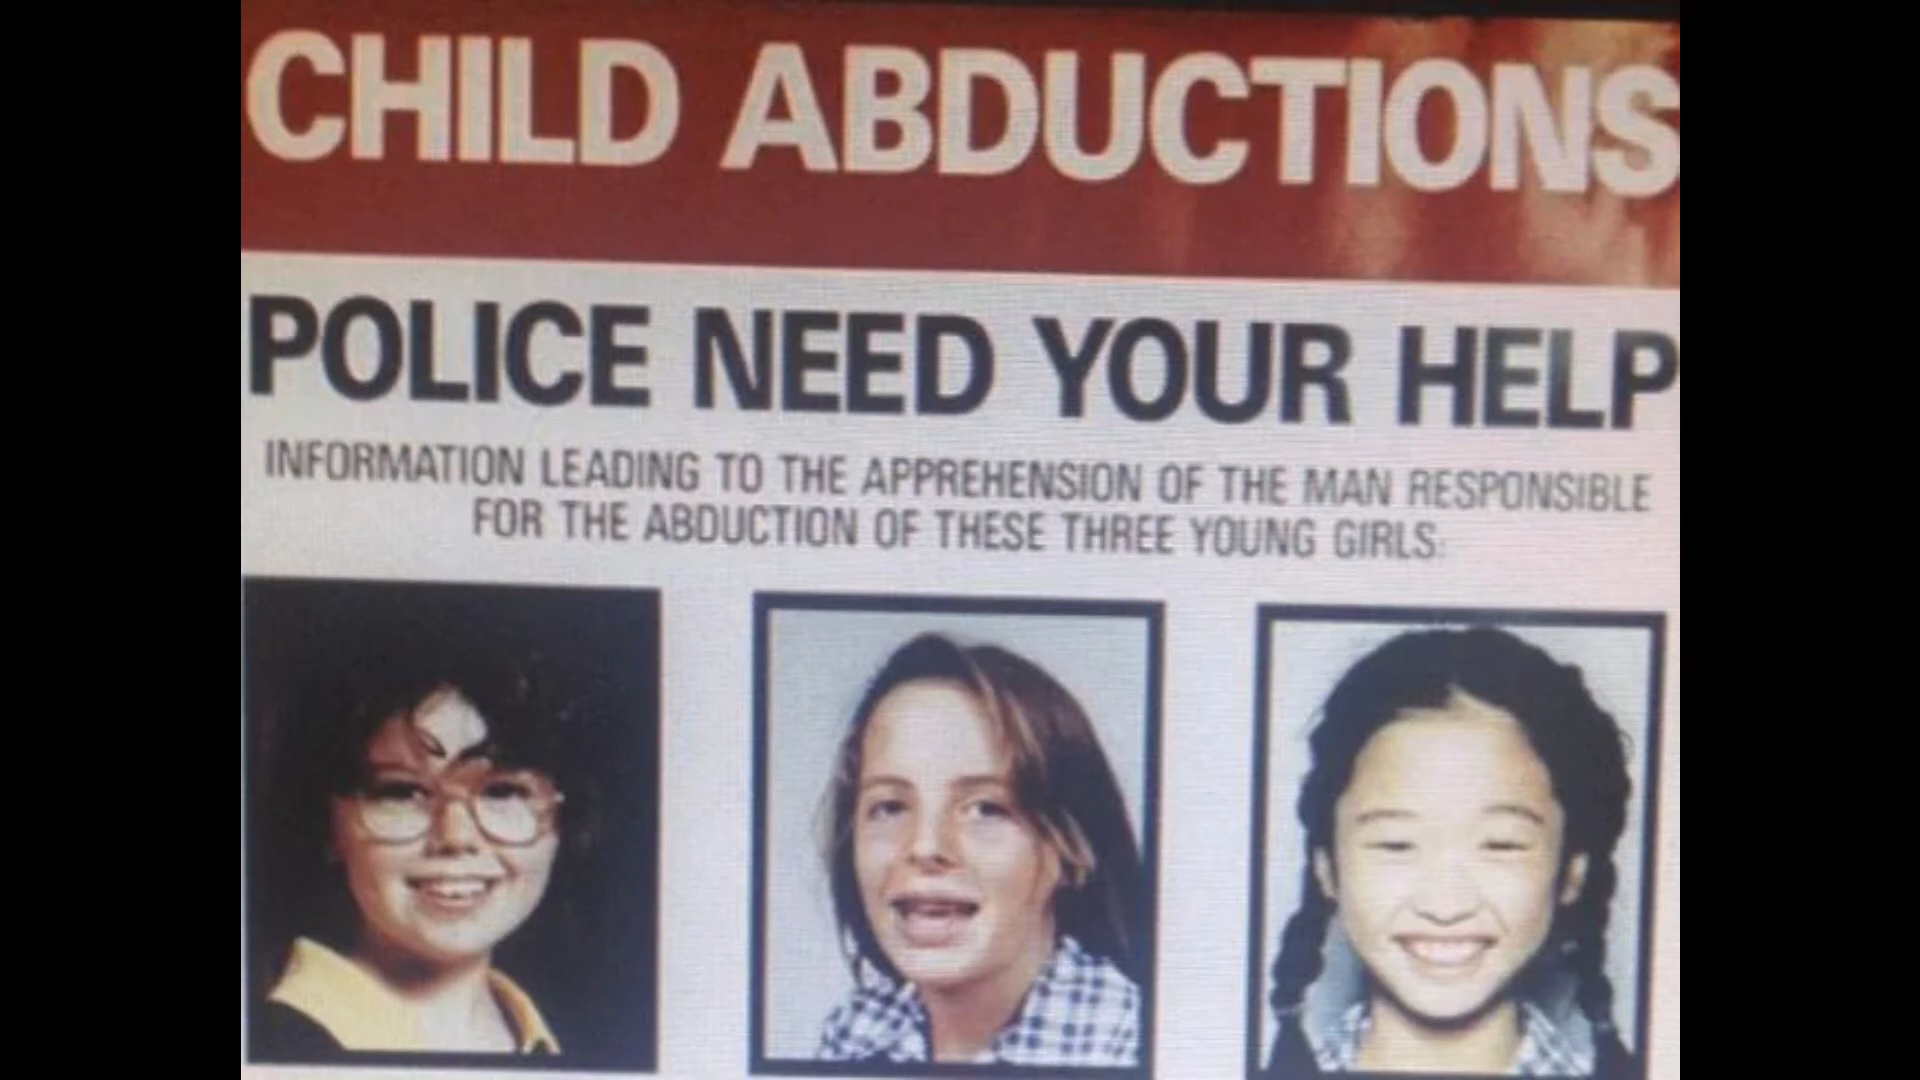 CHILD ABDUCTIONS
POLICE NEED YOUR HELP
INFORMATION LEADING TO THE APPREHENSION OF THE MAN RESPONSIBLE
FOR THE ABDUCTION OF THESE THREE YOUNG GIRLS: